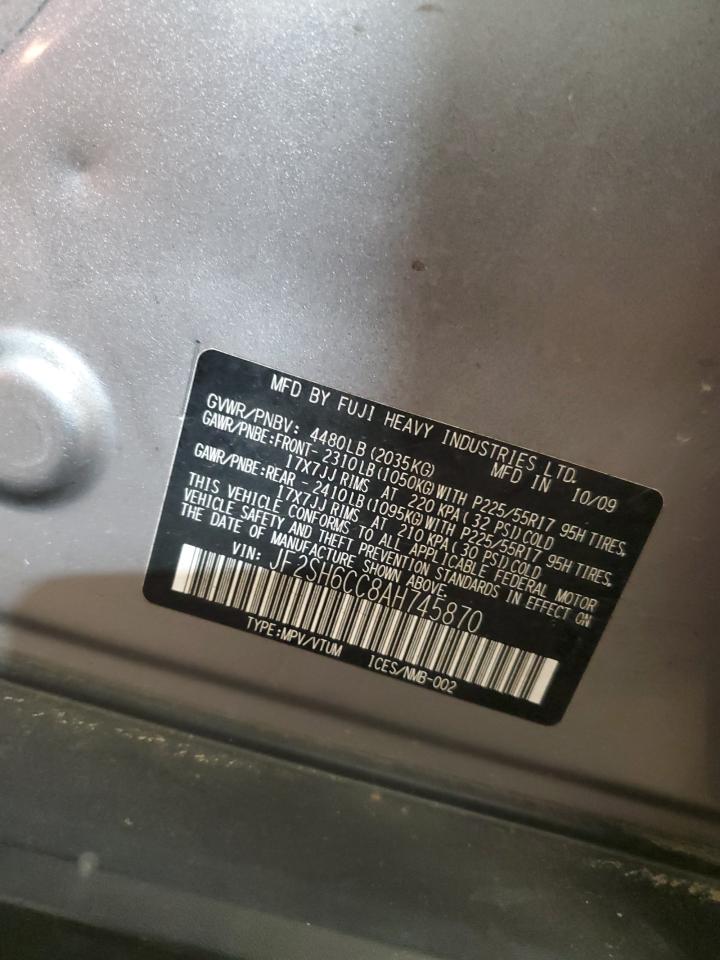 MFD BY FUJI HEAVY INDUSTRIES LTD.
GVWR/PNBV: 4480LB(2035KG) MFD IN 10/09
GAWR/PNBE:FRONT- 2310LB(1050KG)WITH P225/55R17 95H TIRES,
17X7JJ RIMS AT 220 KPA( 32 PSI)COLD
GAWR/PNBE:REAR - 2410LB(1095KG)WITH P225/55R17 95H TIRES,
17X7JJ RIMS AT 210 KPA( 30 PSI)COLD
THIS VEHICLE CONFORMS TO ALL APPLICABLE FEDERAL MOTOR
VEHICLE SAFETY AND THEFT PREVENTION STANDARDS IN EFFECT ON
THE DATE OF MANUFACTURE SHOWN ABOVE.
VIN: JF2SH6CC8AH745870
TYPE:MPV/VTUM ICES/NMB-002